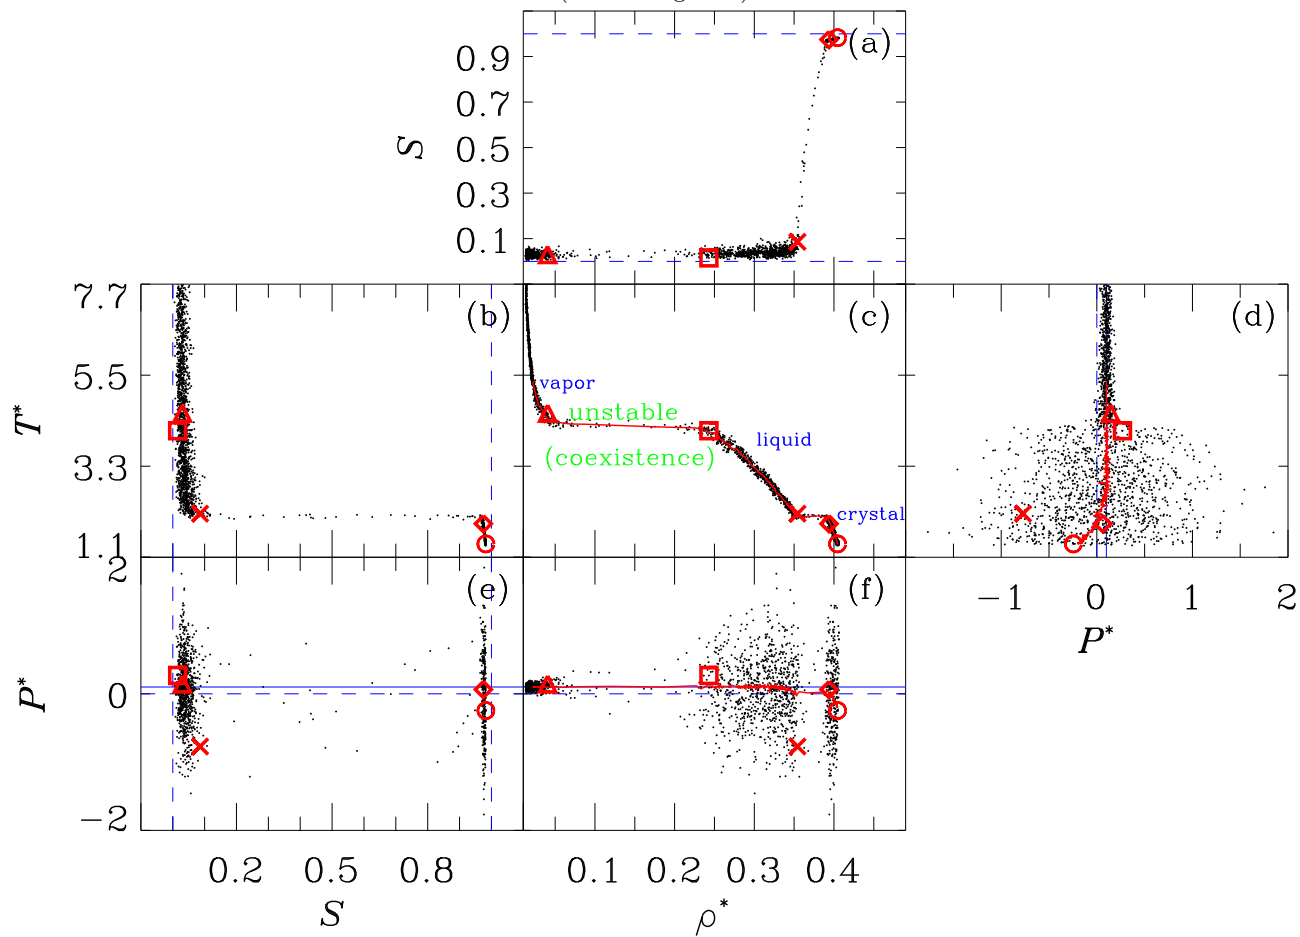 (a)
0.9
0.7
0.5
0.3
0.1
S
7.7
5.5
3.3
1.1
T*
(b)
(c)
vapor
unstable
liquid
(coexistence)
crystal
(d)
−1 0 1 2
P*
2
0
−2
P*
(e)
(f)
0.2 0.5 0.8
S
0.1 0.2 0.3 0.4
ρ*